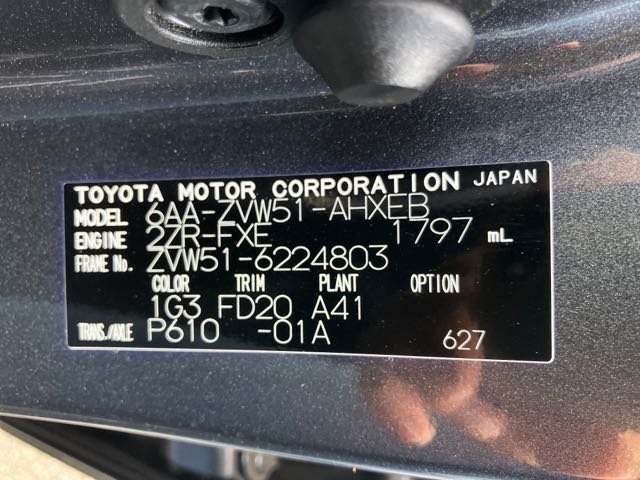 TOYOTA MOTOR CORPORATION JAPAN
MODEL 6AA-ZVW51-AHXEB
ENGINE 2ZR-FXE 1797 mL
FRAME No. ZVW51-6224803
COLOR TRIM PLANT OPTION
1G3 FD20 A41
TRANS./AXLE P610 -01A 627